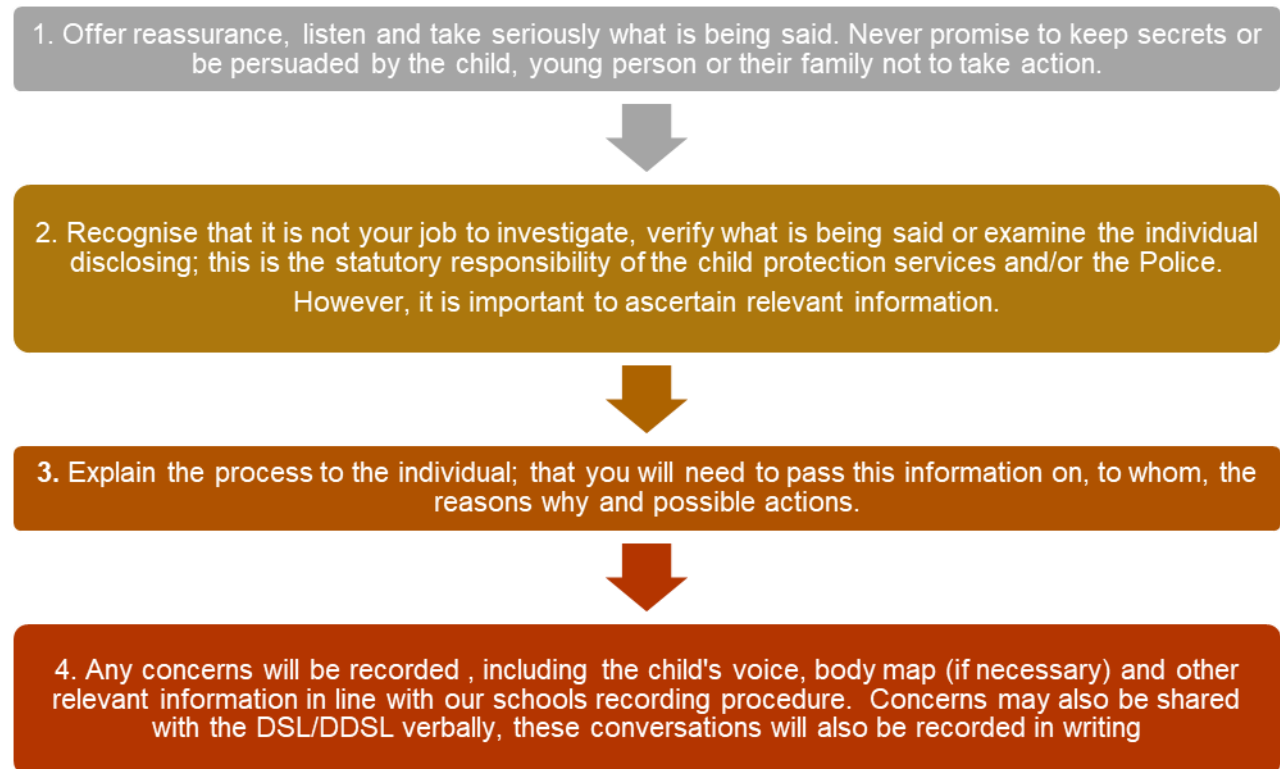 1. Offer reassurance, listen and take seriously what is being said. Never promise to keep secrets or
be persuaded by the child, young person or their family not to take action.
2. Recognise that it is not your job to investigate, verify what is being said or examine the individual
disclosing; this is the statutory responsibility of the child protection services and/or the Police.
However, it is important to ascertain relevant information.
3. Explain the process to the individual; that you will need to pass this information on, to whom, the
reasons why and possible actions.
4. Any concerns will be recorded , including the child's voice, body map (if necessary) and other
relevant information in line with our schools recording procedure. Concerns may also be shared
with the DSL/DDSL verbally, these conversations will also be recorded in writing